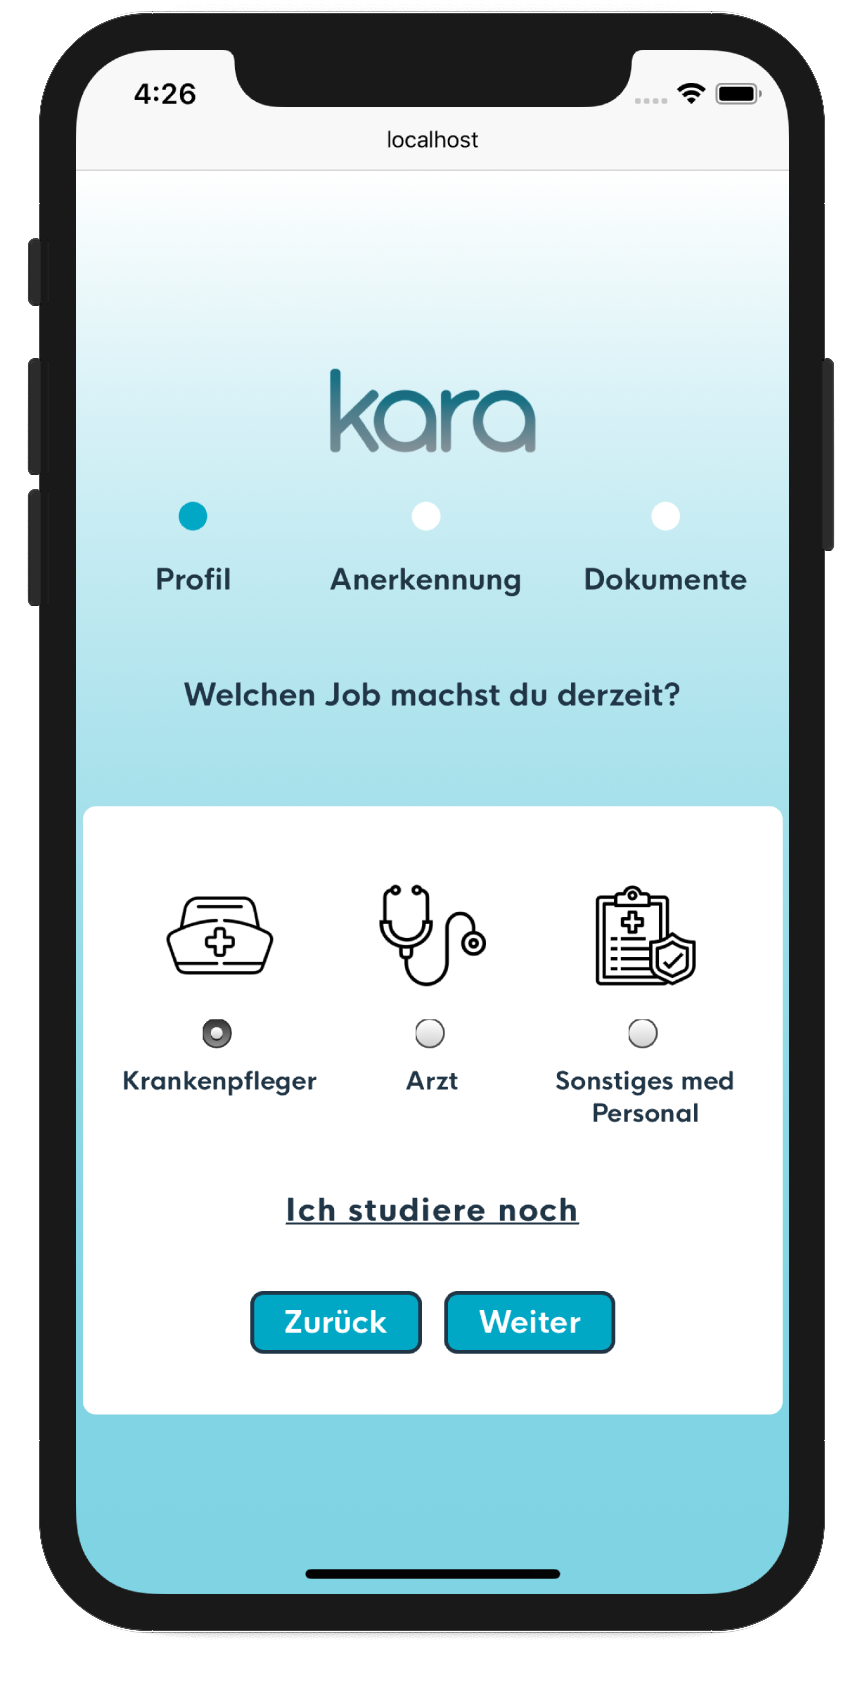 4:26
localhost
kara
Profil Anerkennung Dokumente
Welchen Job machst du derzeit?
Krankenpfleger Arzt Sonstiges med
Personal
Ich studiere noch
Zurück Weiter